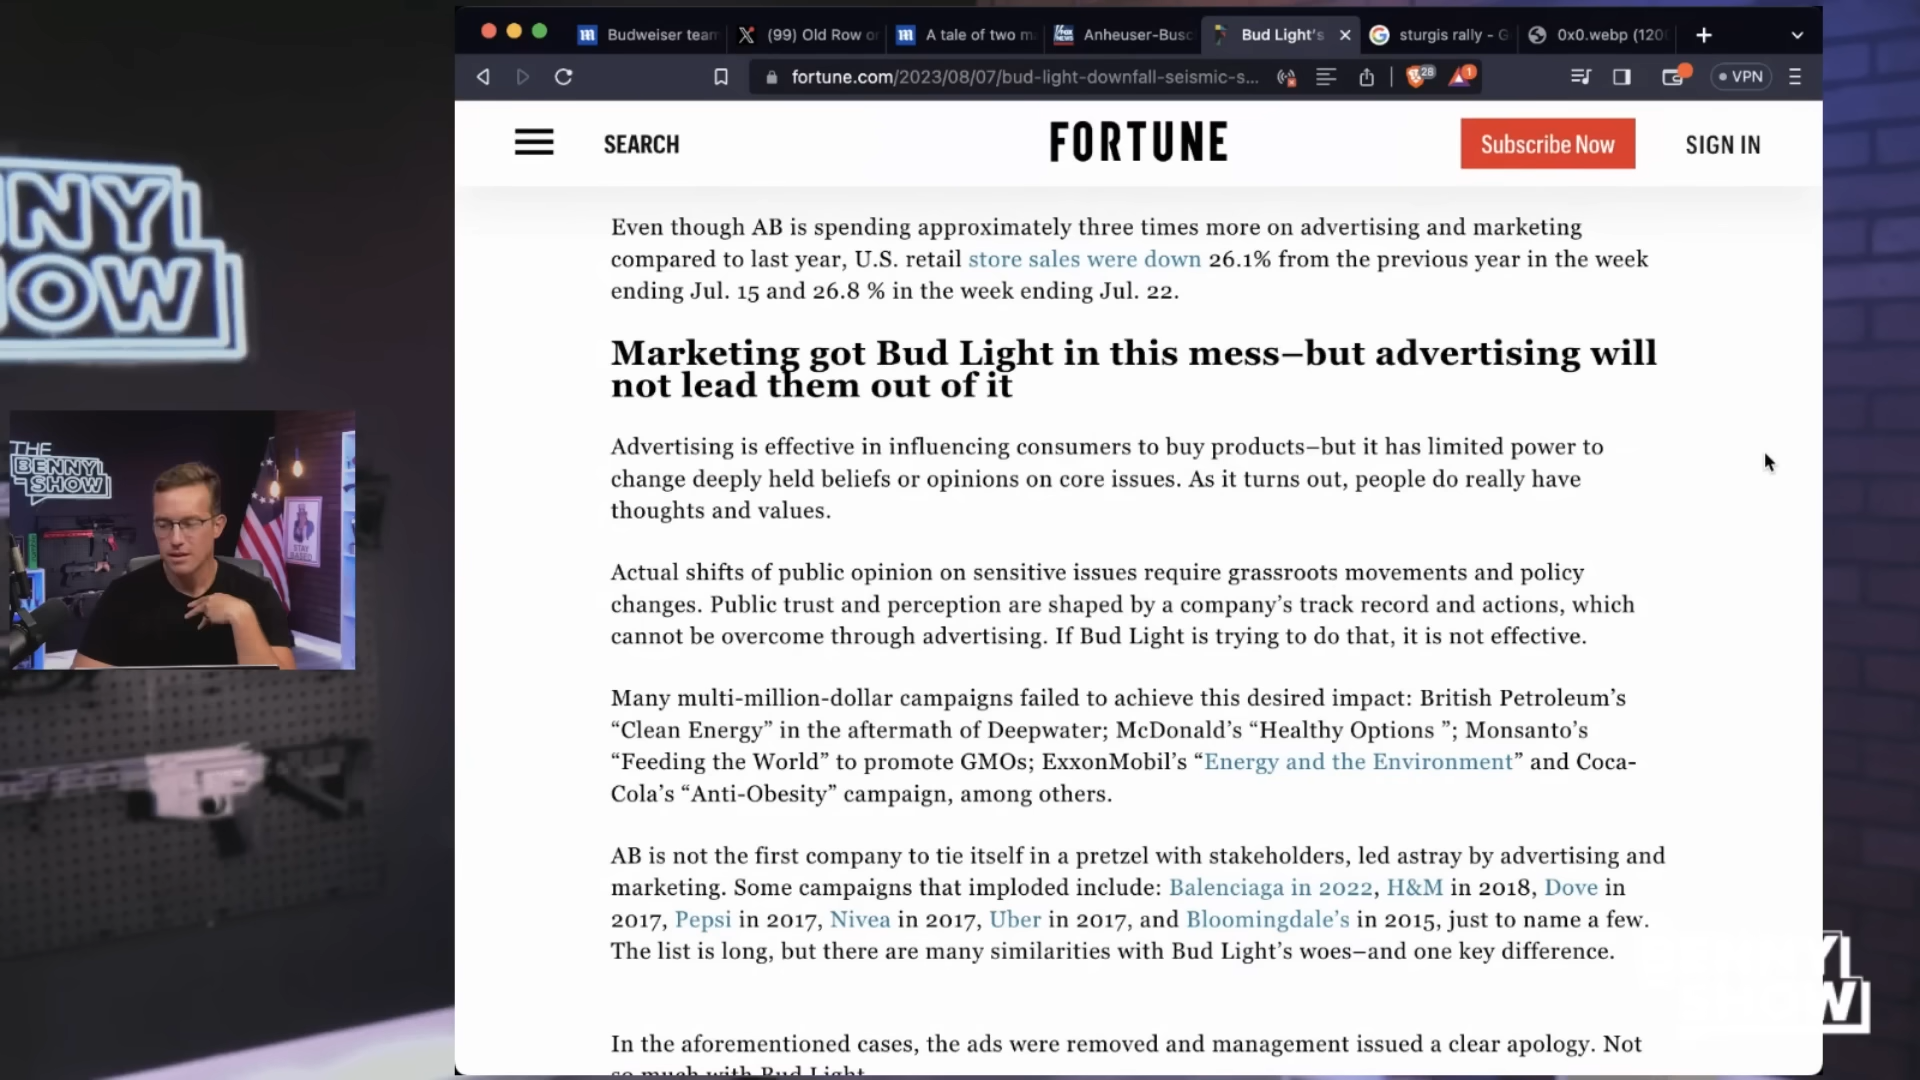 Budweiser team
(99) Old Row or
A tale of two m
Anheuser-Busc
Bud Light's
sturgis rally - G
0x0.webp (120
fortune.com/2023/08/07/bud-light-downfall-seismic-s...
28
1
VPN
SEARCH
FORTUNE
Subscribe Now
SIGN IN
Even though AB is spending approximately three times more on advertising and marketing
compared to last year, U.S. retail store sales were down 26.1% from the previous year in the week
ending Jul. 15 and 26.8 % in the week ending Jul. 22.
Marketing got Bud Light in this mess–but advertising will
not lead them out of it
Advertising is effective in influencing consumers to buy products–but it has limited power to
change deeply held beliefs or opinions on core issues. As it turns out, people do really have
thoughts and values.
Actual shifts of public opinion on sensitive issues require grassroots movements and policy
changes. Public trust and perception are shaped by a company’s track record and actions, which
cannot be overcome through advertising. If Bud Light is trying to do that, it is not effective.
Many multi-million-dollar campaigns failed to achieve this desired impact: British Petroleum’s
“Clean Energy” in the aftermath of Deepwater; McDonald’s “Healthy Options ”; Monsanto’s
“Feeding the World” to promote GMOs; ExxonMobil’s “Energy and the Environment” and Coca-
Cola’s “Anti-Obesity” campaign, among others.
AB is not the first company to tie itself in a pretzel with stakeholders, led astray by advertising and
marketing. Some campaigns that imploded include: Balenciaga in 2022, H&M in 2018, Dove in
2017, Pepsi in 2017, Nivea in 2017, Uber in 2017, and Bloomingdale’s in 2015, just to name a few.
The list is long, but there are many similarities with Bud Light’s woes–and one key difference.
In the aforementioned cases, the ads were removed and management issued a clear apology. Not
so much with Bud Light
NNY
SHOW
THE
BENNY
SHOW
STAY
BASED